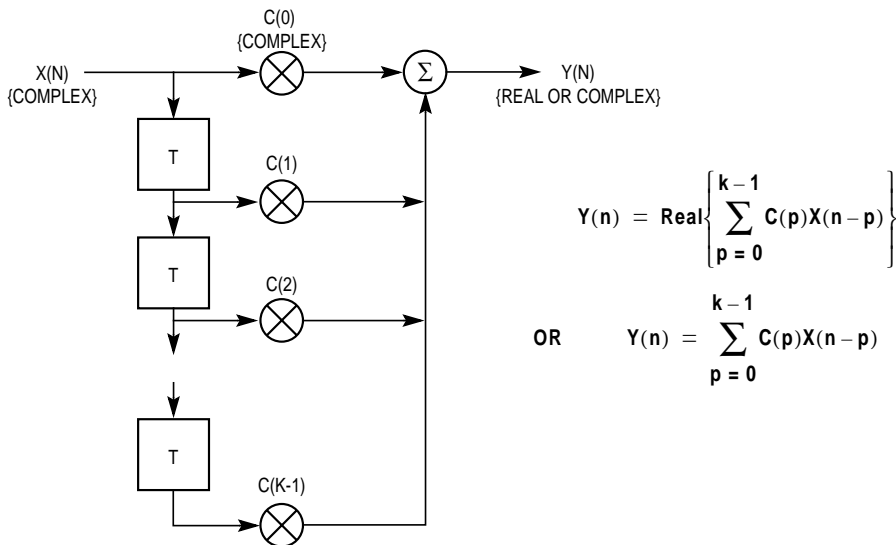 C(0)
{COMPLEX}
X(N)
{COMPLEX}
Σ
Y(N)
{REAL OR COMPLEX}
T
C(1)
T
C(2)
T
C(K-1)
k – 1
Y(n) = Real{ ∑ C(p)X(n – p) }
p = 0
k – 1
OR Y(n) = ∑ C(p)X(n – p)
p = 0